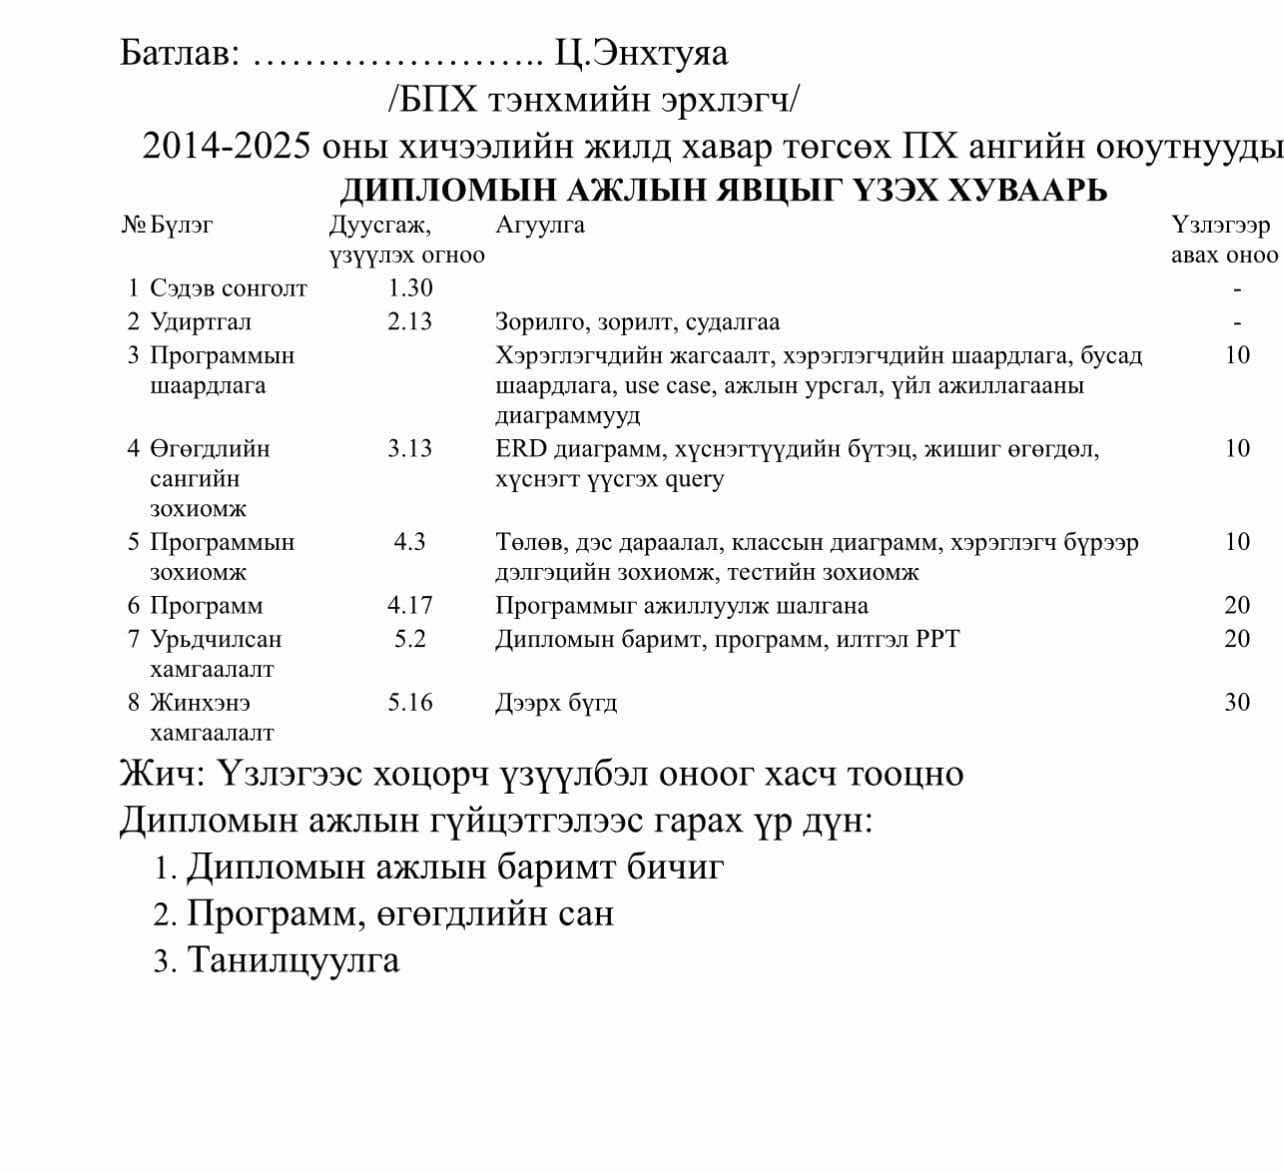 Батлав: ………………….. Ц.Энхтуяа
/БПХ тэнхмийн эрхлэгч/
2014-2025 оны хичээлийн жилд хавар төгсөх ПХ ангийн оюутнууды
ДИПЛОМЫН АЖЛЫН ЯВЦЫГ ҮЗЭХ ХУВААРЬ
№ Бүлэг Дуусгаж, үзүүлэх огноо Агуулга Үзлэгээр авах оноо
1 Сэдэв сонголт 1.30 -
2 Удиртгал 2.13 Зорилго, зорилт, судалгаа -
3 Программын шаардлага Хэрэглэгчдийн жагсаалт, хэрэглэгчдийн шаардлага, бусад шаардлага, use case, ажлын урсгал, үйл ажиллагааны диаграммууд 10
4 Өгөгдлийн сангийн зохиомж 3.13 ERD диаграмм, хүснэгтүүдийн бүтэц, жишиг өгөгдөл, хүснэгт үүсгэх query 10
5 Программын зохиомж 4.3 Төлөв, дэс дараалал, классын диаграмм, хэрэглэгч бүрээр дэлгэцийн зохиомж, тестийн зохиомж 10
6 Программ 4.17 Программыг ажиллуулж шалгана 20
7 Урьдчилсан хамгаалалт 5.2 Дипломын баримт, программ, илтгэл PPT 20
8 Жинхэнэ хамгаалалт 5.16 Дээрх бүгд 30
Жич: Үзлэгээс хоцорч үзүүлбэл оноог хасч тооцно
Дипломын ажлын гүйцэтгэлээс гарах үр дүн:
1. Дипломын ажлын баримт бичиг
2. Программ, өгөгдлийн сан
3. Танилцуулга